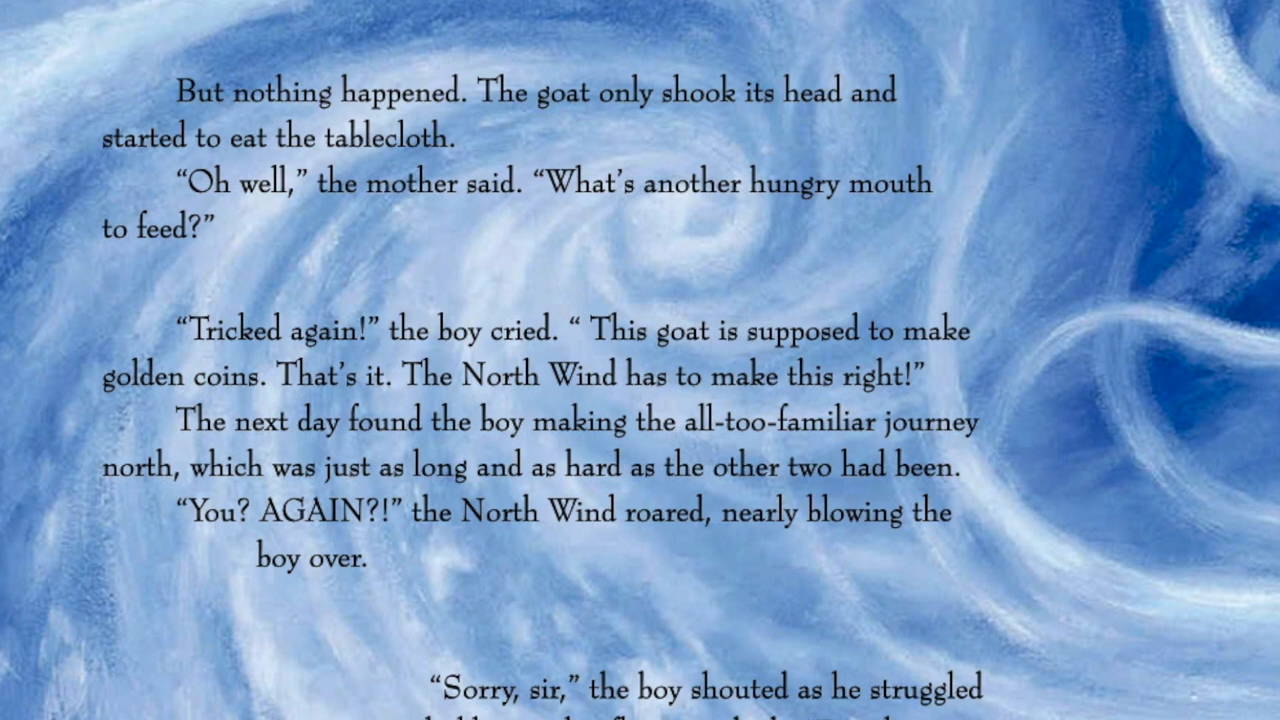 But nothing happened. The goat only shook its head and
started to eat the tablecloth.
“Oh well,” the mother said. “What’s another hungry mouth
to feed?”
“Tricked again!” the boy cried. “ This goat is supposed to make
golden coins. That’s it. The North Wind has to make this right!”
The next day found the boy making the all-too-familiar journey
north, which was just as long and as hard as the other two had been.
“You? AGAIN?!” the North Wind roared, nearly blowing the
boy over.
“Sorry, sir,” the boy shouted as he struggled